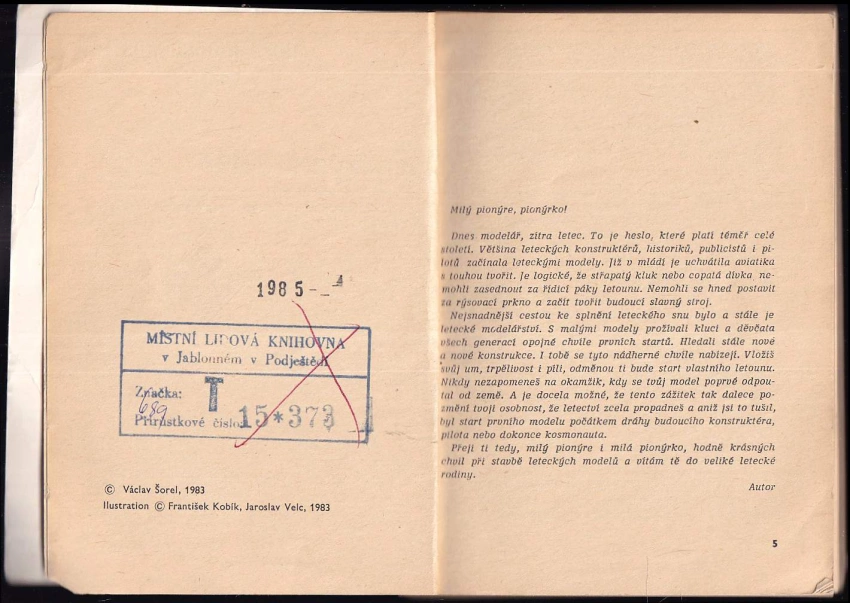 1985-- 4
MÍSTNÍ LIDOVÁ KNIHOVNA
v Jablonném v Podještědí
Značka: T
689
Přírůstkové číslo: 15*373
© Václav Šorel, 1983
Ilustration © František Kobík, Jaroslav Velc, 1983
Milý pionýre, pionýrko!
Dnes modelář, zítra letec. To je heslo, které platí téměř celé
století. Většina leteckých konstruktérů, historiků, publicistů i pi-
lotů začínala leteckými modely. Již v mládí je uchvátila aviatika
s touhou tvořit. Je logické, že střapatý kluk nebo copatá dívka ne-
mohli zasednout za řídicí páky letounu. Nemohli se hned postavit
za rýsovací prkno a začít tvořit budoucí slavný stroj.
Nejsnadnější cestou ke splnění leteckého snu bylo a stále je
letecké modelářství. S malými modely prožívali kluci a děvčata
všech generací opojné chvíle prvních startů. Hledali stále nové
a nové konstrukce. I tobě se tyto nádherné chvíle nabízejí. Vložíš
svůj um, trpělivost i píli, odměnou ti bude start vlastního letounu.
Nikdy nezapomeneš na okamžik, kdy se tvůj model poprvé odpou-
tal od země. A je docela možné, že tento zážitek tak dalece po-
změní tvoji osobnost, že letectví zcela propadneš a aniž jsi to tušil,
byl start prvního modelu počátkem dráhy budoucího konstruktéra,
pilota nebo dokonce kosmonauta.
Přeji ti tedy, milý pionýre i milá pionýrko, hodně krásných
chvil při stavbě leteckých modelů a vítám tě do veliké letecké
rodiny.
Autor
5